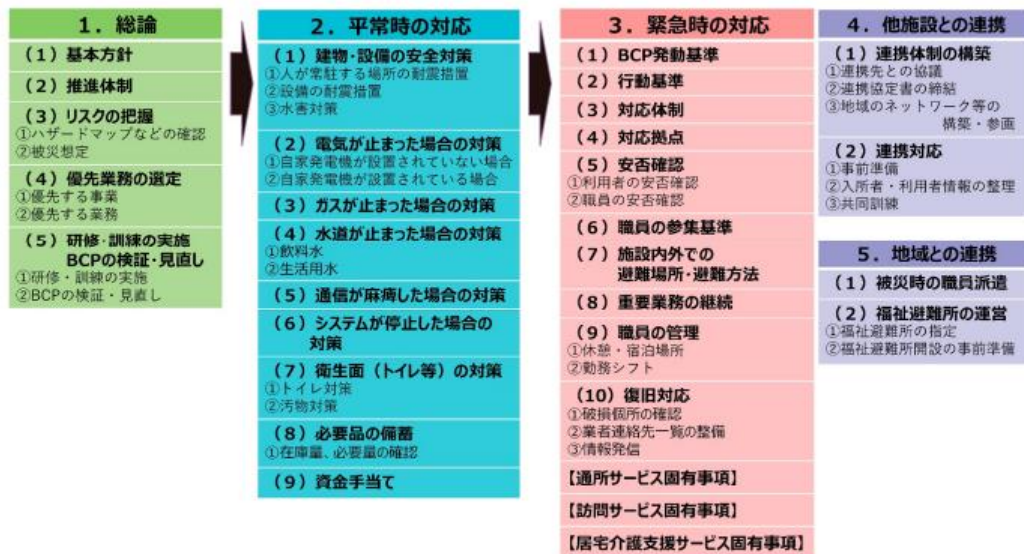 1．総論
（1）基本方針
（2）推進体制
（3）リスクの把握
①ハザードマップなどの確認
②被災想定
（4）優先業務の選定
①優先する事業
②優先する業務
（5）研修・訓練の実施
BCPの検証・見直し
①研修・訓練の実施
②BCPの検証・見直し
2．平常時の対応
（1）建物・設備の安全対策
①人が常駐する場所の耐震措置
②設備の耐震措置
③水害対策
（2）電気が止まった場合の対策
①自家発電機が設置されていない場合
②自家発電機が設置されている場合
（3）ガスが止まった場合の対策
（4）水道が止まった場合の対策
①飲料水
②生活用水
（5）通信が麻痺した場合の対策
（6）システムが停止した場合の
対策
（7）衛生面（トイレ等）の対策
①トイレ対策
②汚物対策
（8）必要品の備蓄
①在庫量、必要量の確認
（9）資金手当て
3．緊急時の対応
（1）BCP発動基準
（2）行動基準
（3）対応体制
（4）対応拠点
（5）安否確認
①利用者の安否確認
②職員の安否確認
（6）職員の参集基準
（7）施設内外での
避難場所・避難方法
（8）重要業務の継続
（9）職員の管理
①休憩・宿泊場所
②勤務シフト
（10）復旧対応
①破損個所の確認
②業者連絡先一覧の整備
③情報発信
【通所サービス固有事項】
【訪問サービス固有事項】
【居宅介護支援サービス固有事項】
4．他施設との連携
（1）連携体制の構築
①連携先との協議
②連携協定書の締結
③地域のネットワーク等の
構築・参画
（2）連携対応
①事前準備
②入所者・利用者情報の整理
③共同訓練
5．地域との連携
（1）被災時の職員派遣
（2）福祉避難所の運営
①福祉避難所の指定
②福祉避難所開設の事前準備